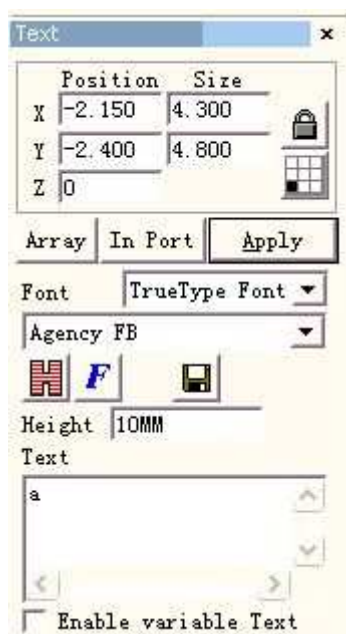 Text
Position Size
X -2.150 4.300
Y -2.400 4.800
Z 0
Array In Port Apply
Font TrueType Font
Agency FB
H F
Height 10MM
Text
a
Enable variable Text